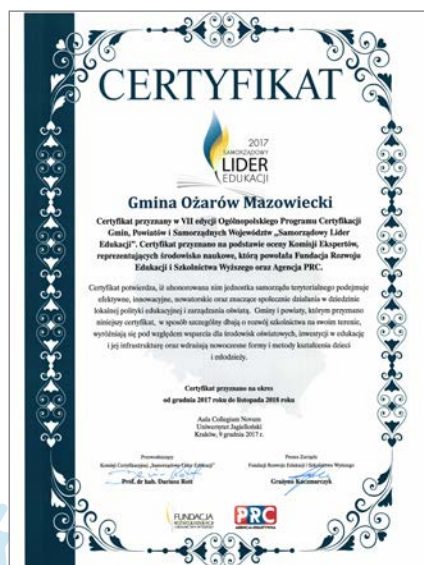 CERTYFIKAT
2017
SAMORZĄDOWY
LIDER
EDUKACJI
Gmina Ożarów Mazowiecki
Certyfikat przyznany w VII edycji Ogólnopolskiego Programu Certyfikacji
Gmin, Powiatów i Samorządnych Województw „Samorządowy Lider
Edukacji”. Certyfikat przyznano na podstawie oceny Komisji Ekspertów,
reprezentujących środowisko naukowe, którą powołała Fundacja Rozwoju
Edukacji i Szkolnictwa Wyższego oraz Agencja PRC.
Certyfikat potwierdza, iż uhonorowana nim jednostka samorządu terytorialnego podejmuje
efektywne, innowacyjne, nowatorskie oraz znaczące społecznie działania w dziedzinie
lokalnej polityki edukacyjnej i zarządzania oświatą. Gminy i powiaty, którym przyznano
niniejszy certyfikat, w sposób szczególny dbają o rozwój szkolnictwa na swoim terenie,
wyróżniają się pod względem wsparcia dla środowisk oświatowych, inwestycji w edukację
i jej infrastrukturę oraz wdrażają nowoczesne formy i metody kształcenia dzieci
i młodzieży.
Certyfikat przyznano na okres
od grudnia 2017 roku do listopada 2018 roku
Aula Collegium Novum
Uniwersytet Jagielloński
Kraków, 9 grudnia 2017 r.
Przewodniczący
Komisji Certyfikacyjnej „Samorządowy Lider Edukacji”
Prof. dr hab. Dariusz Rott
Prezes Zarządu
Fundacji Rozwoju Edukacji i Szkolnictwa Wyższego
Grażyna Kaczmarczyk
FUNDACJA
PRC